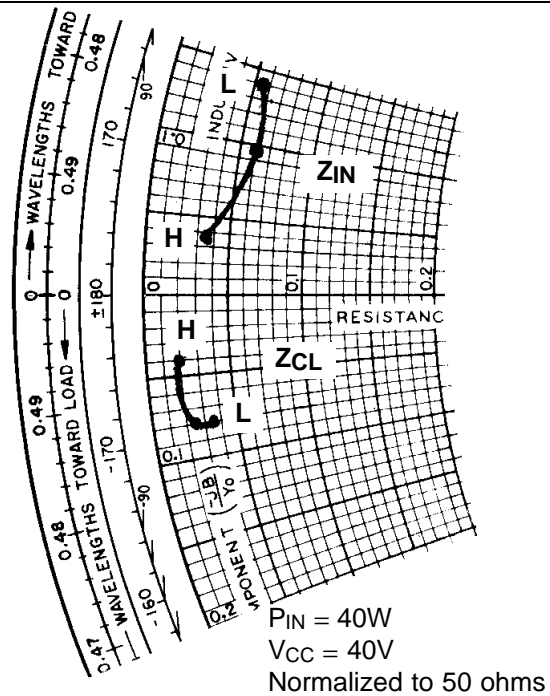 WAVELENGTHS TOWARD
0.48
0.49
0
0
±180
170
90
INDU
IV
1.0
L
ZIN
H
0
0.1
0.2
RESISTANC
H
ZCL
L
0.1
MPONENT (-JB/Yo)
0.2
0.49
0.48
0.47
WAVELENGTHS TOWARD LOAD
-170
-90
-160
PIN = 40W
VCC = 40V
Normalized to 50 ohms